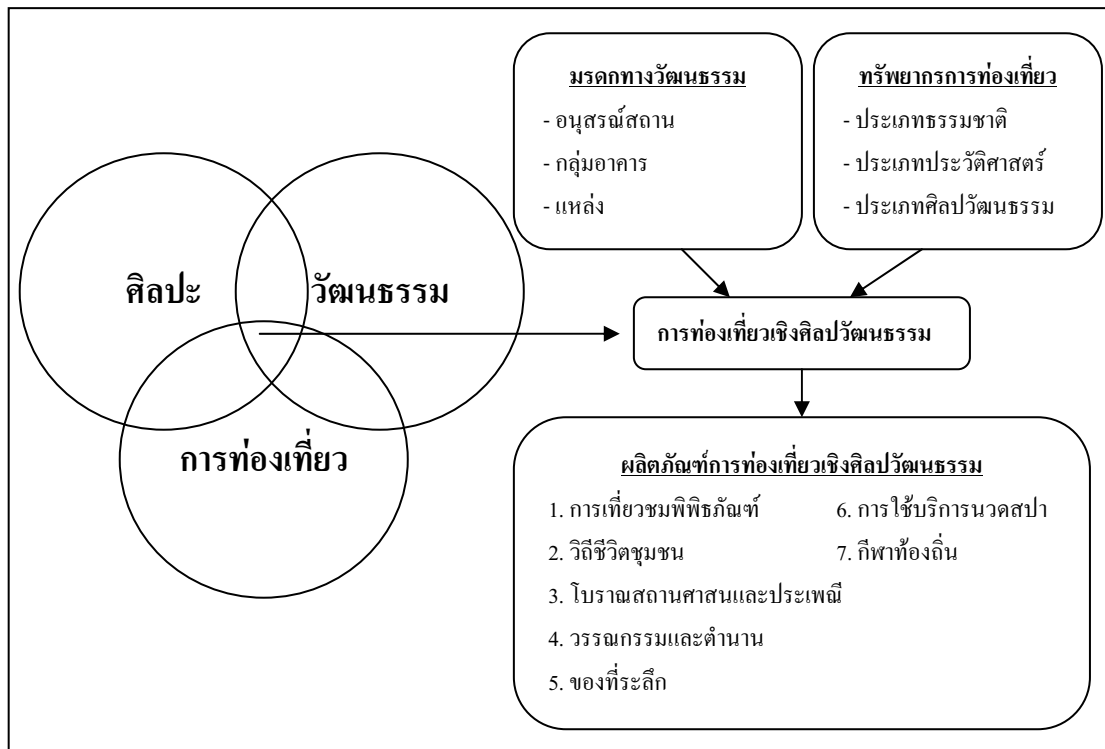 ศิลปะ
วัฒนธรรม
การท่องเที่ยว
มรดกทางวัฒนธรรม
- อนุสรณ์สถาน
- กลุ่มอาคาร
- แหล่ง
ทรัพยากรการท่องเที่ยว
- ประเภทธรรมชาติ
- ประเภทประวัติศาสตร์
- ประเภทศิลปวัฒนธรรม
การท่องเที่ยวเชิงศิลปวัฒนธรรม
ผลิตภัณฑ์การท่องเที่ยวเชิงศิลปวัฒนธรรม
1. การเที่ยวชมพิพิธภัณฑ์
2. วิถีชีวิตชุมชน
3. โบราณสถานศาสนและประเพณี
4. วรรณกรรมและตำนาน
5. ของที่ระลึก
6. การใช้บริการนวดสปา
7. กีฬาท้องถิ่น